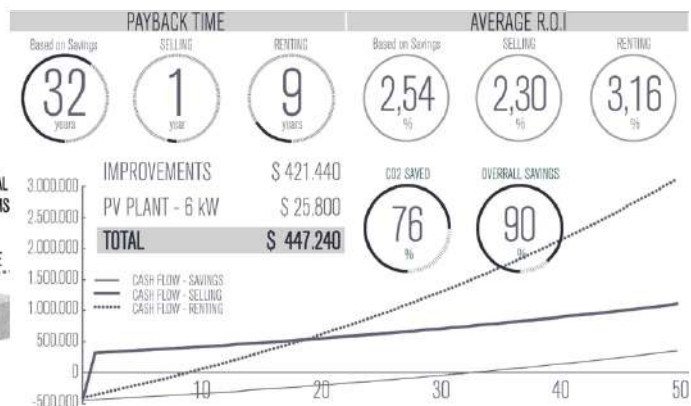 PAYBACK TIME
AVERAGE R.O.I
Based on Savings
SELLING
RENTING
Based on Savings
SELLING
RENTING
32
years
1
year
9
years
2,54
%
2,30
%
3,16
%
IMPROVEMENTS $ 421.440
PV PLANT - 6 kW $ 25.800
TOTAL $ 447.240
CO2 SAVED
OVERRALL SAVINGS
76
%
90
%
3.000.000
2.500.000
2.000.000
1.500.000
1.000.000
500.000
0
-500.000
CASH FLOW - SAVINGS
CASH FLOW - SELLING
CASH FLOW - RENTING
10
20
30
40
50